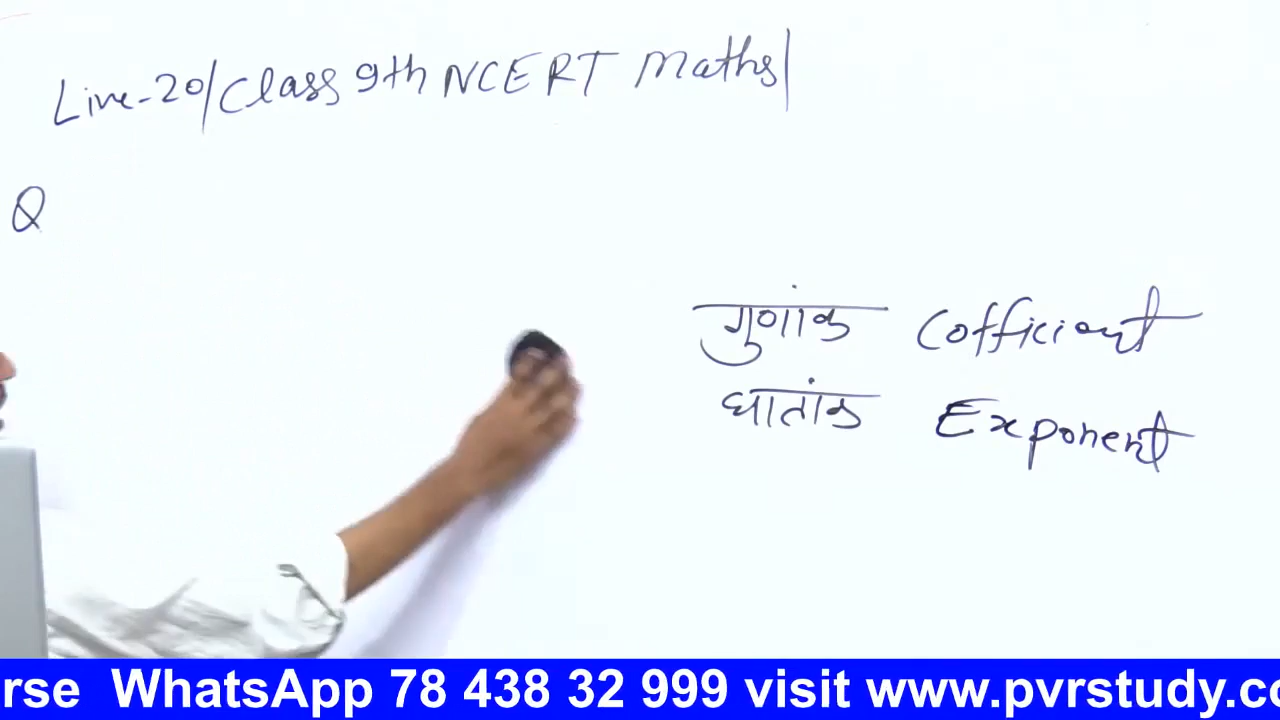 Live-20/Class 9th NCERT Maths|
Q
गुणांक Cofficient
घातांक Exponent
rse WhatsApp 78 438 32 999 visit www.pvrstudy.co